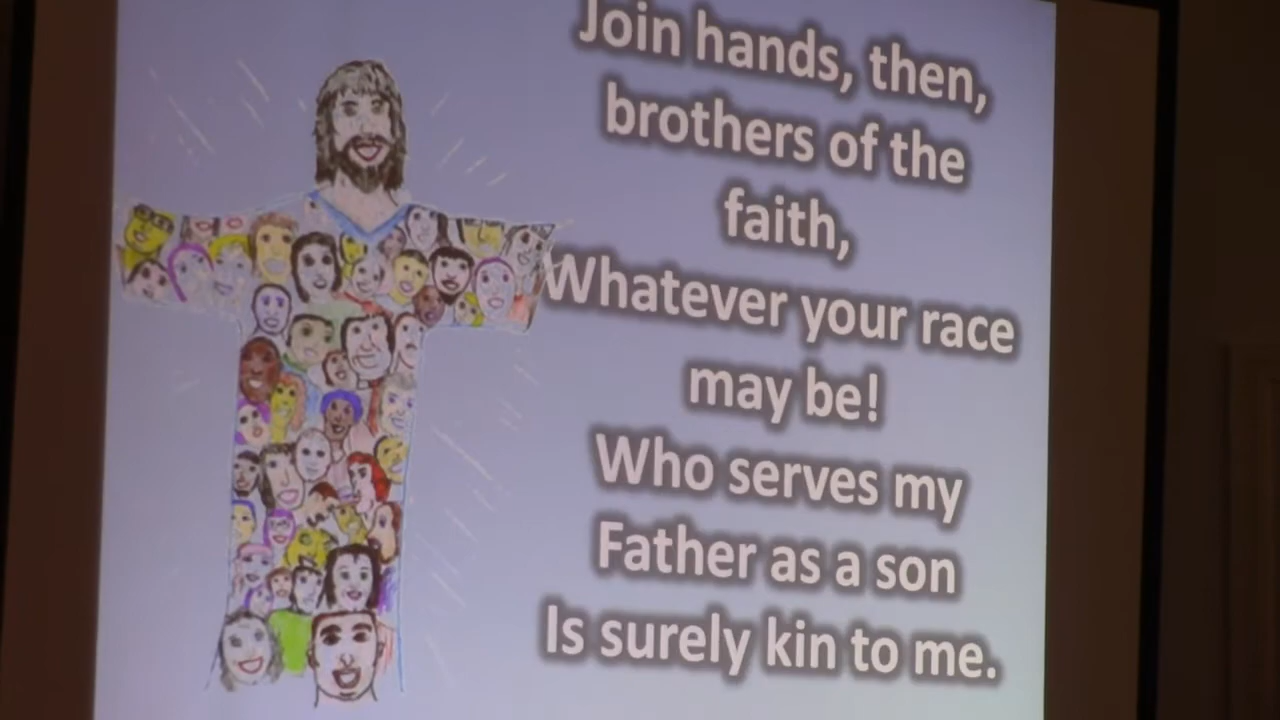 Join hands, then,
brothers of the
faith,
Whatever your race
may be!
Who serves my
Father as a son
Is surely kin to me.